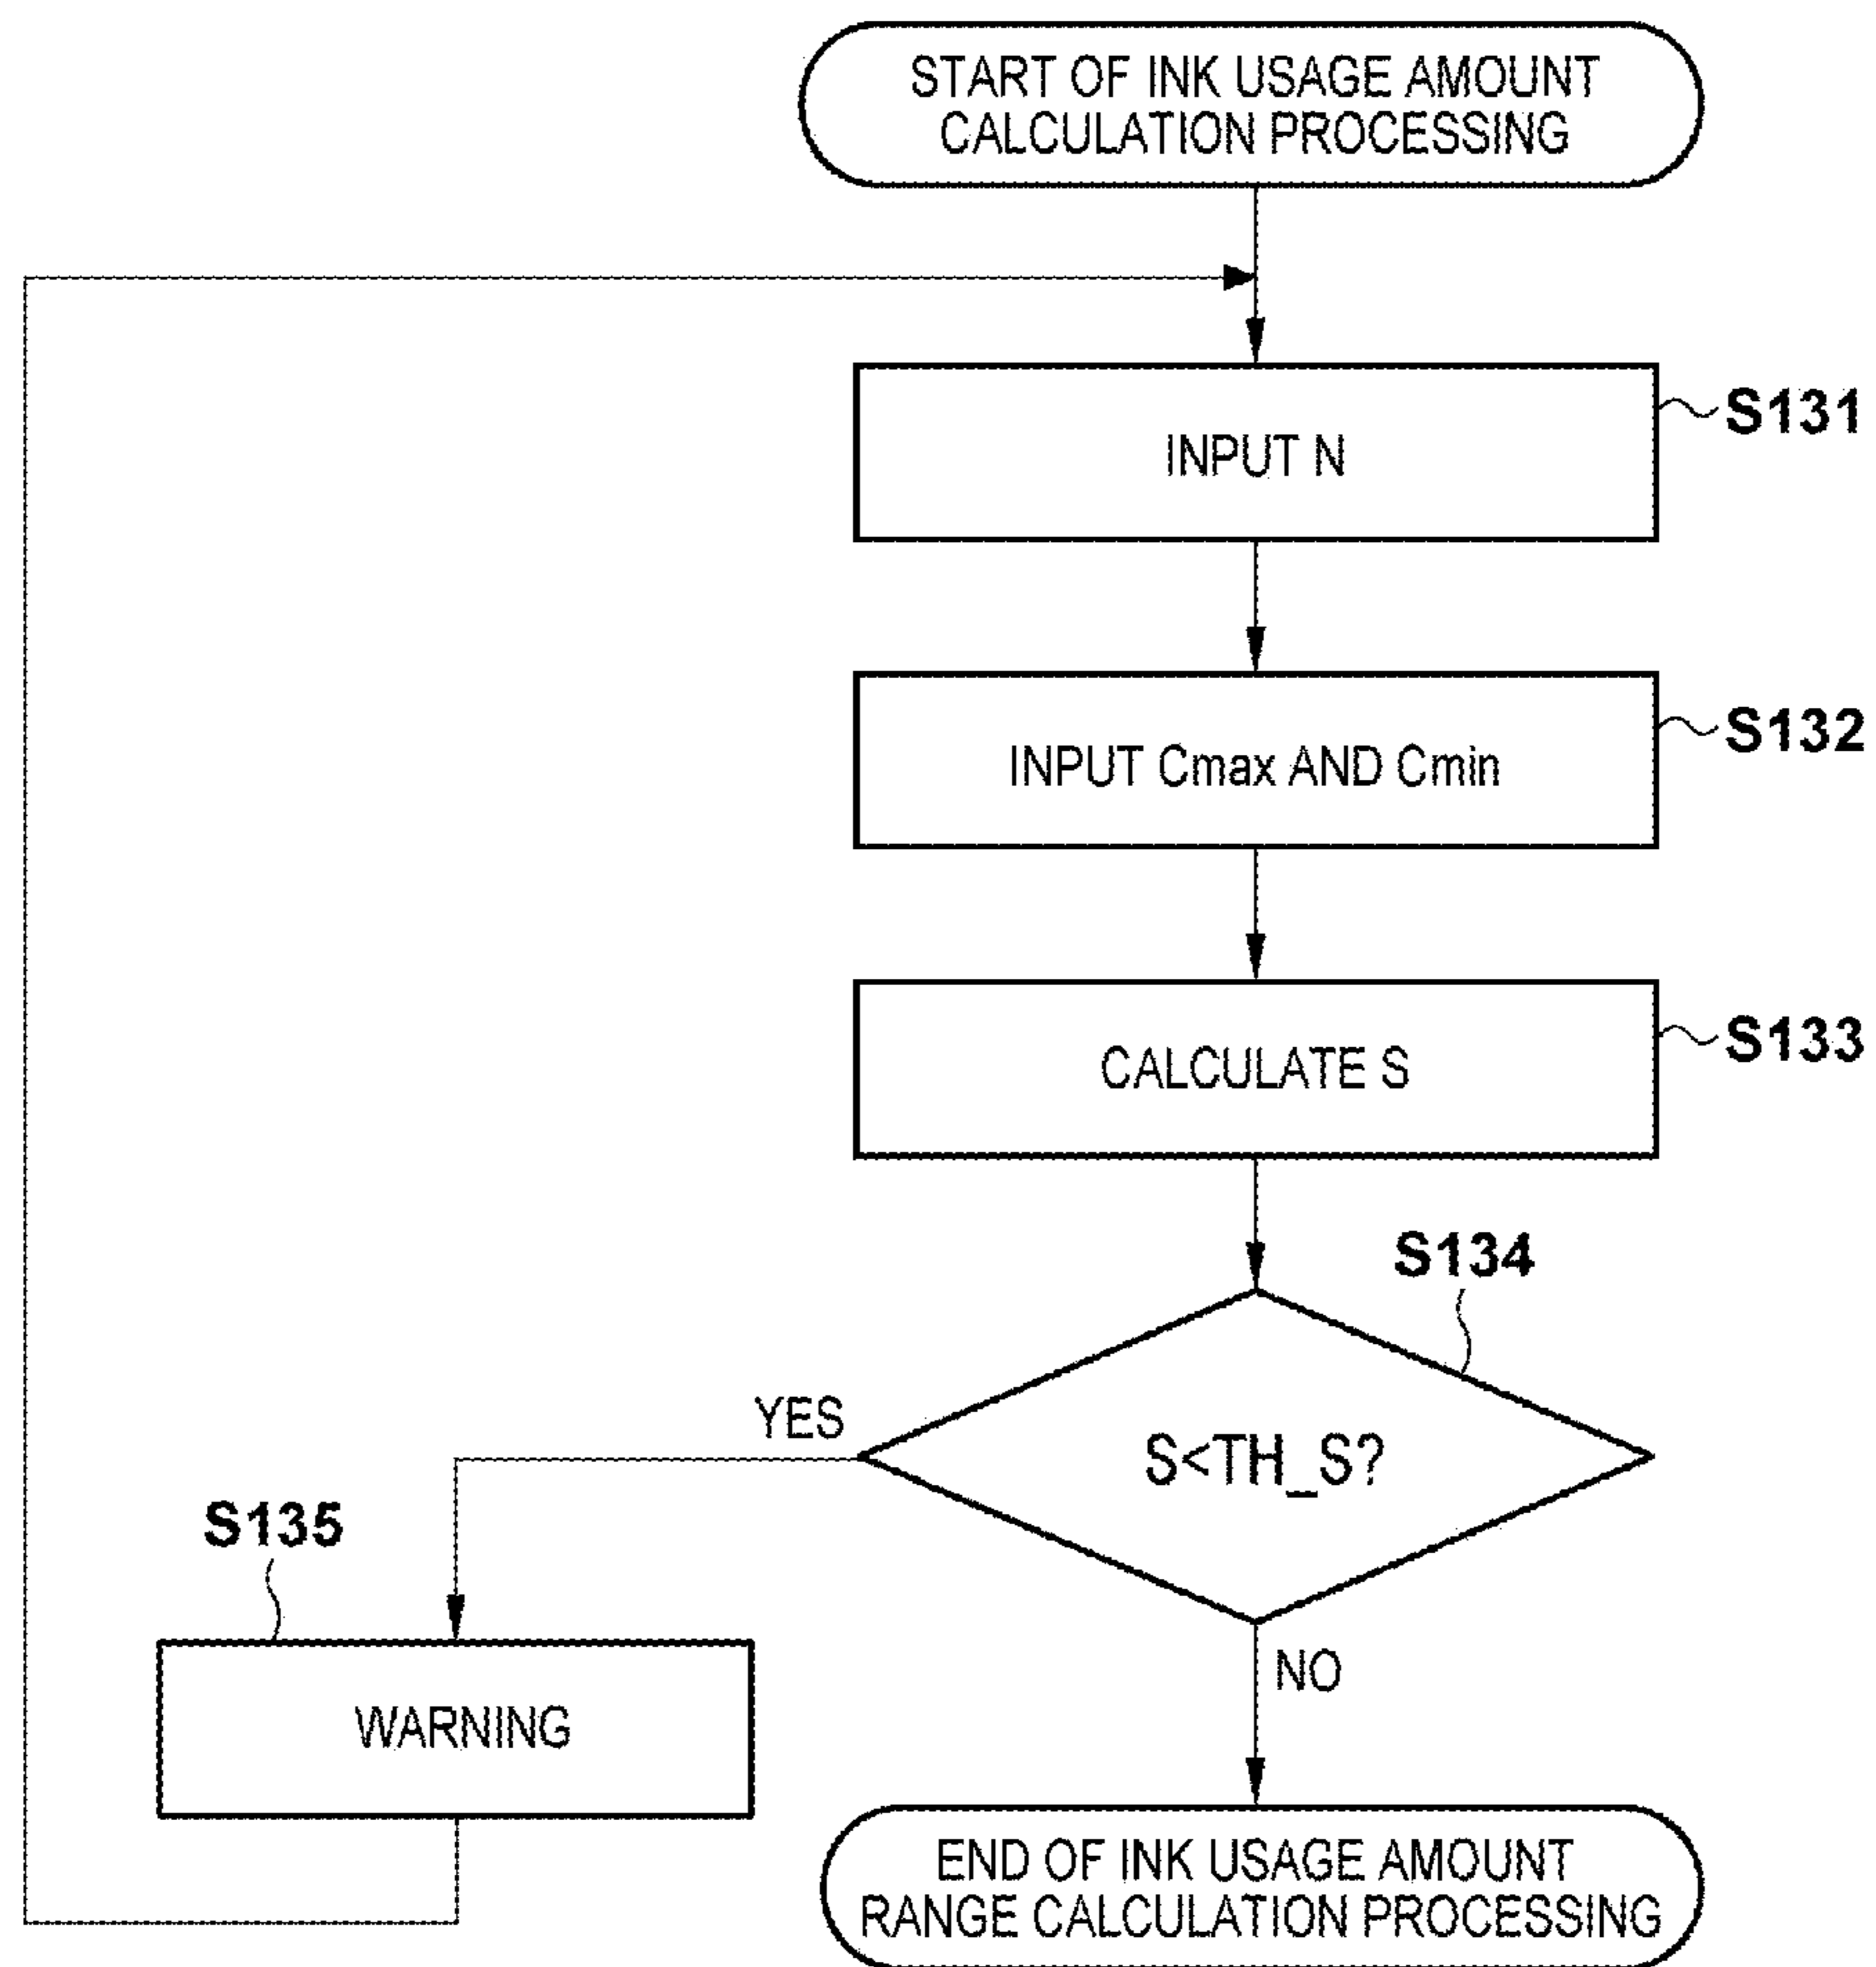 START OF INK USAGE AMOUNT
CALCULATION PROCESSING
INPUT N
S131
INPUT Cmax AND Cmin
S132
CALCULATE S
S133
S134
S<TH_S?
YES
NO
S135
WARNING
END OF INK USAGE AMOUNT
RANGE CALCULATION PROCESSING